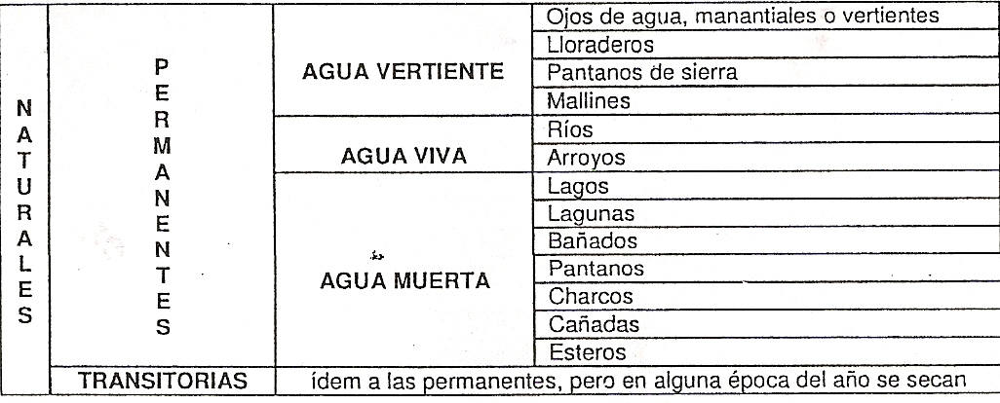 NATURALES
PERMANENTES
AGUA VERTIENTE
Ojos de agua, manantiales o vertientes
Lloraderos
Pantanos de sierra
Mallines
AGUA VIVA
Ríos
Arroyos
AGUA MUERTA
Lagos
Lagunas
Bañados
Pantanos
Charcos
Cañadas
Esteros
TRANSITORIAS
ídem a las permanentes, pero en alguna época del año se secan